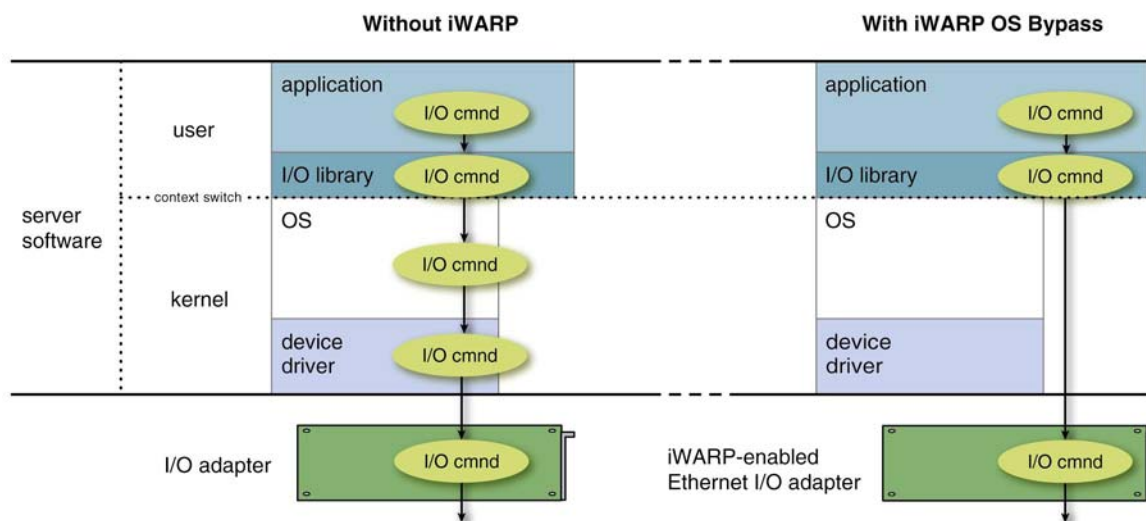 Without iWARP
With iWARP OS Bypass
application
I/O cmnd
user
I/O library
I/O cmnd
context switch
server
software
OS
I/O cmnd
kernel
device
driver
I/O cmnd
I/O adapter
I/O cmnd
application
I/O cmnd
I/O library
I/O cmnd
OS
device
driver
iWARP-enabled
Ethernet I/O adapter
I/O cmnd